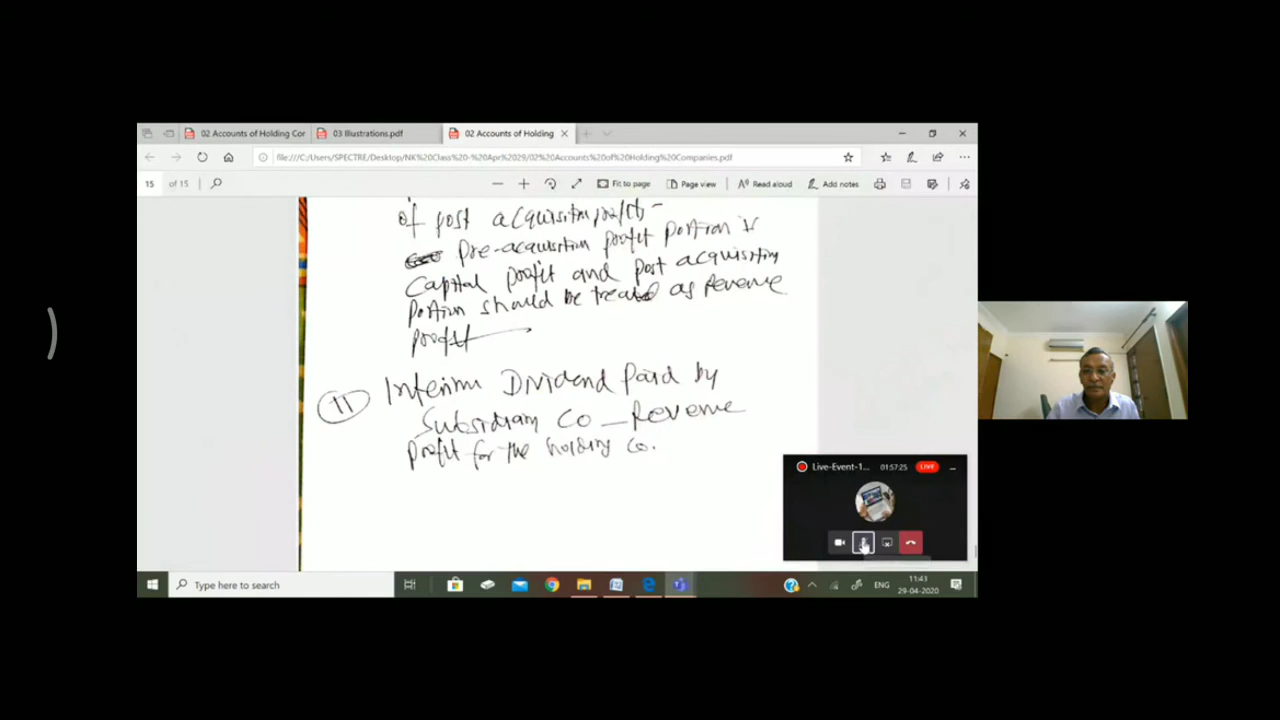 02 Accounts of Holding Cor
03 Illustrations.pdf
02 Accounts of Holding
file:///C:/Users/SPECTRE/Desktop/NK%20Class%20-%20Apr%2029/02%20Accounts%20of%20Holding%20Companies.pdf
15 of 15
Fit to page
Page view
Read aloud
Add notes
of post acquisition profits-
pre-acquisition profit portion is
Capital profit and post acquisition
portion should be treated as Revenue
profit
11 Interim Dividend Paid by
Subsidiary Co - Revenue
Profit for the holding Co.
Live-Event-1... 01:57:25 LIVE
Type here to search
ENG
11:43
29-04-2020